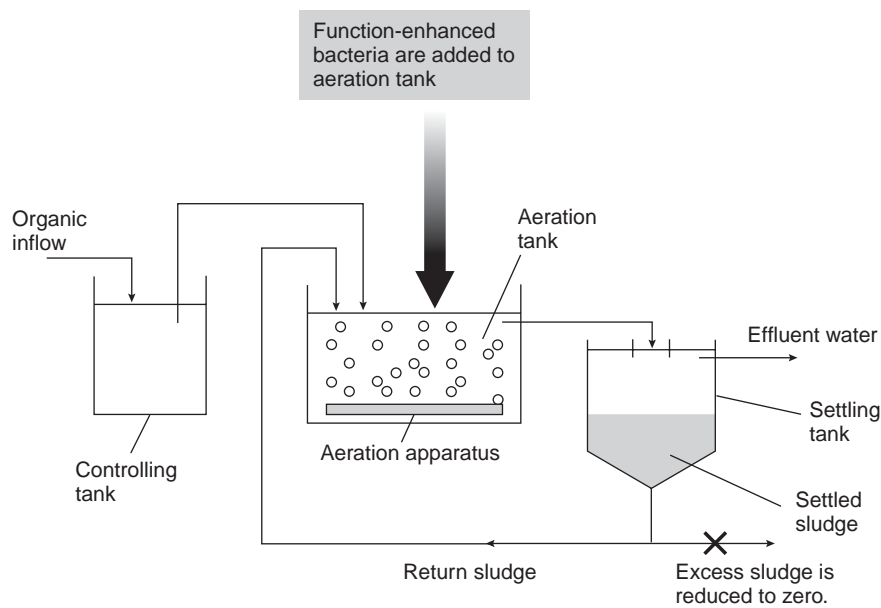 Function-enhanced
bacteria are added to
aeration tank
Organic
inflow
Aeration
tank
Effluent water
Settling
tank
Aeration apparatus
Controlling
tank
Settled
sludge
Return sludge
Excess sludge is
reduced to zero.